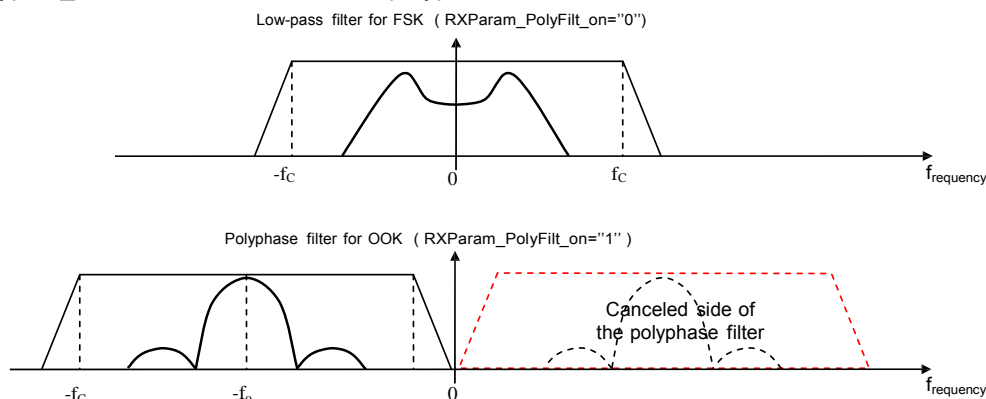 Low-pass filter for FSK ( RXParam_PolyFilt_on=''0'')
-fC
0
fC
frequency
Polyphase filter for OOK ( RXParam_PolyFilt_on=''1'' )
Canceled side of
the polyphase filter
-fC
-fo
0
frequency